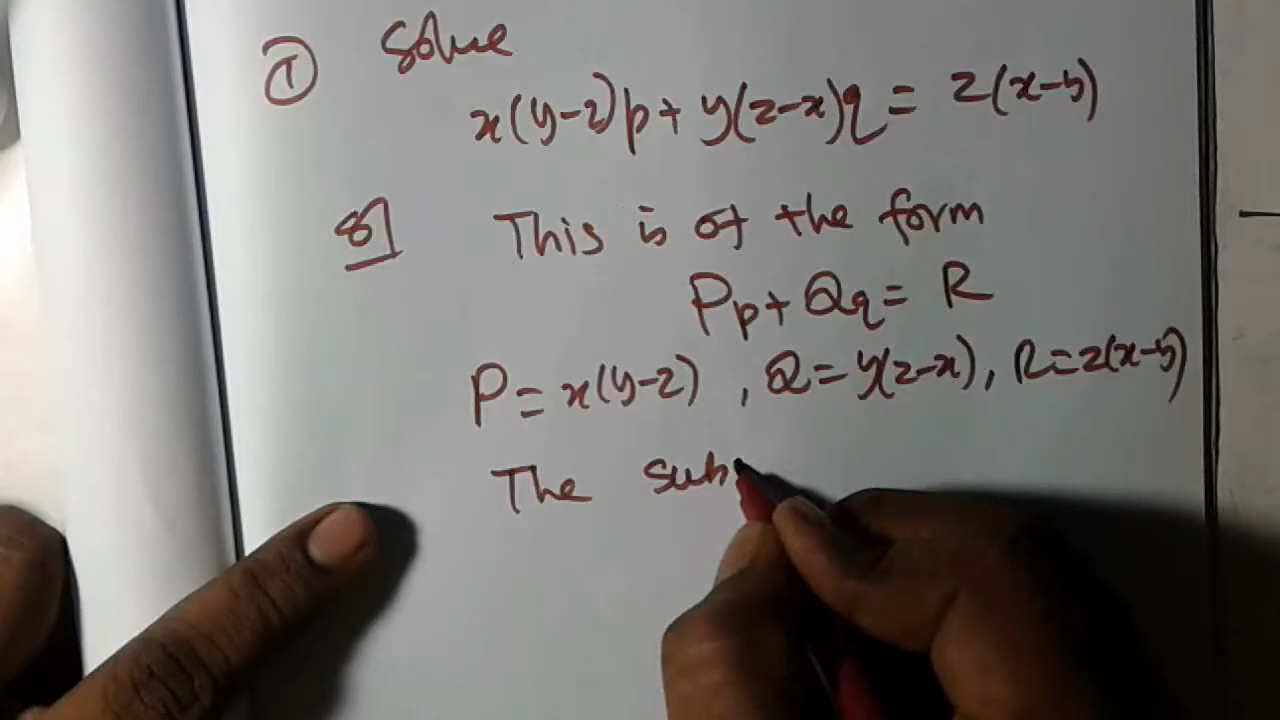 ① Solve
x(y-z)p + y(z-x)q = z(x-y)
Sol This is of the form
Pp + Qq = R
P = x(y-z) , Q = y(z-x), R = z(x-y)
The sub